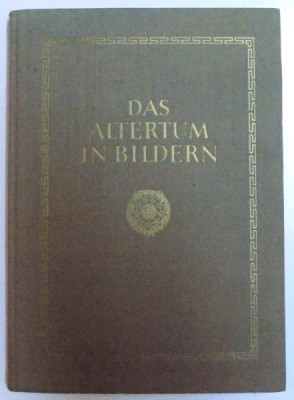 DAS
ALTERTUM
IN BILDERN